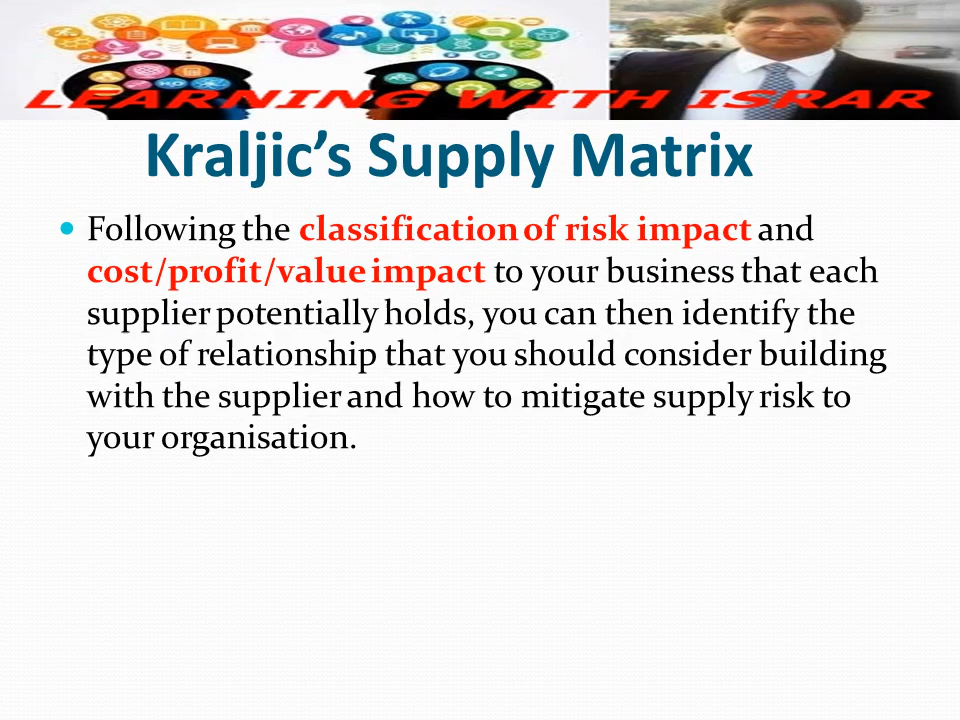 LEARNING WITH ISRAR
Kraljic’s Supply Matrix
Following the classification of risk impact and
cost/profit/value impact to your business that each
supplier potentially holds, you can then identify the
type of relationship that you should consider building
with the supplier and how to mitigate supply risk to
your organisation.